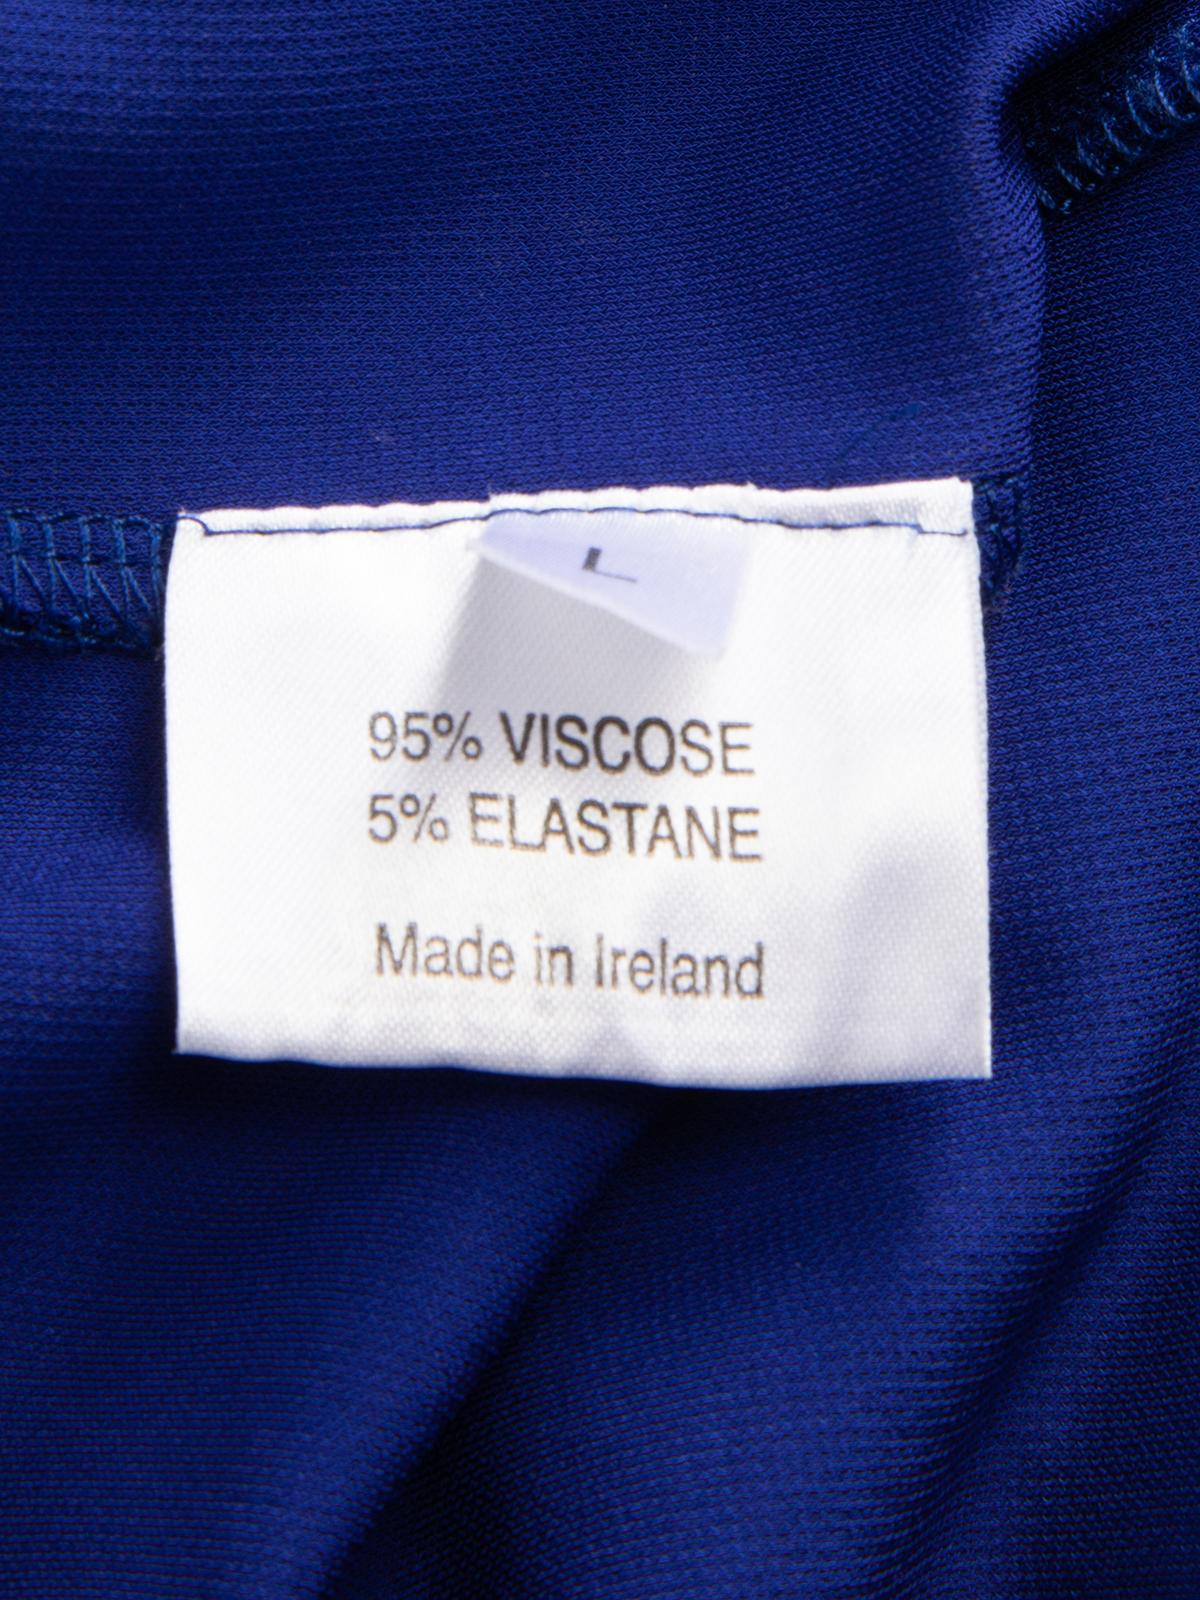 L
95% VISCOSE
5% ELASTANE
Made in Ireland